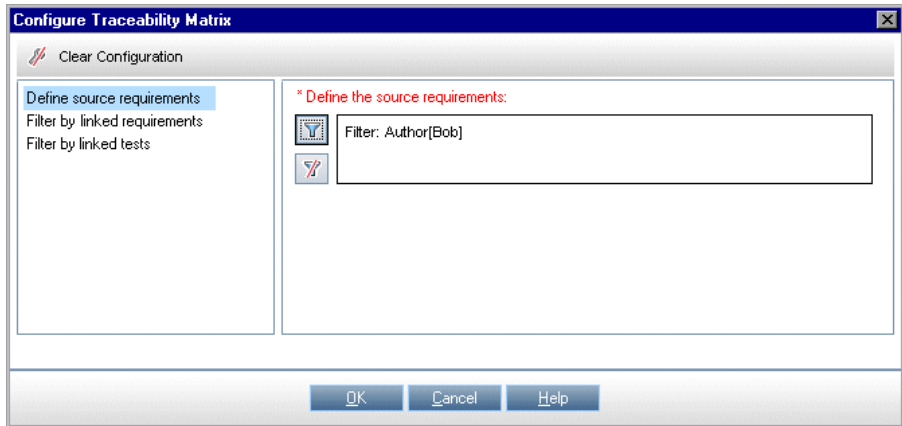 Configure Traceability Matrix
Clear Configuration
Define source requirements
Filter by linked requirements
Filter by linked tests
* Define the source requirements:
Filter: Author[Bob]
OK Cancel Help